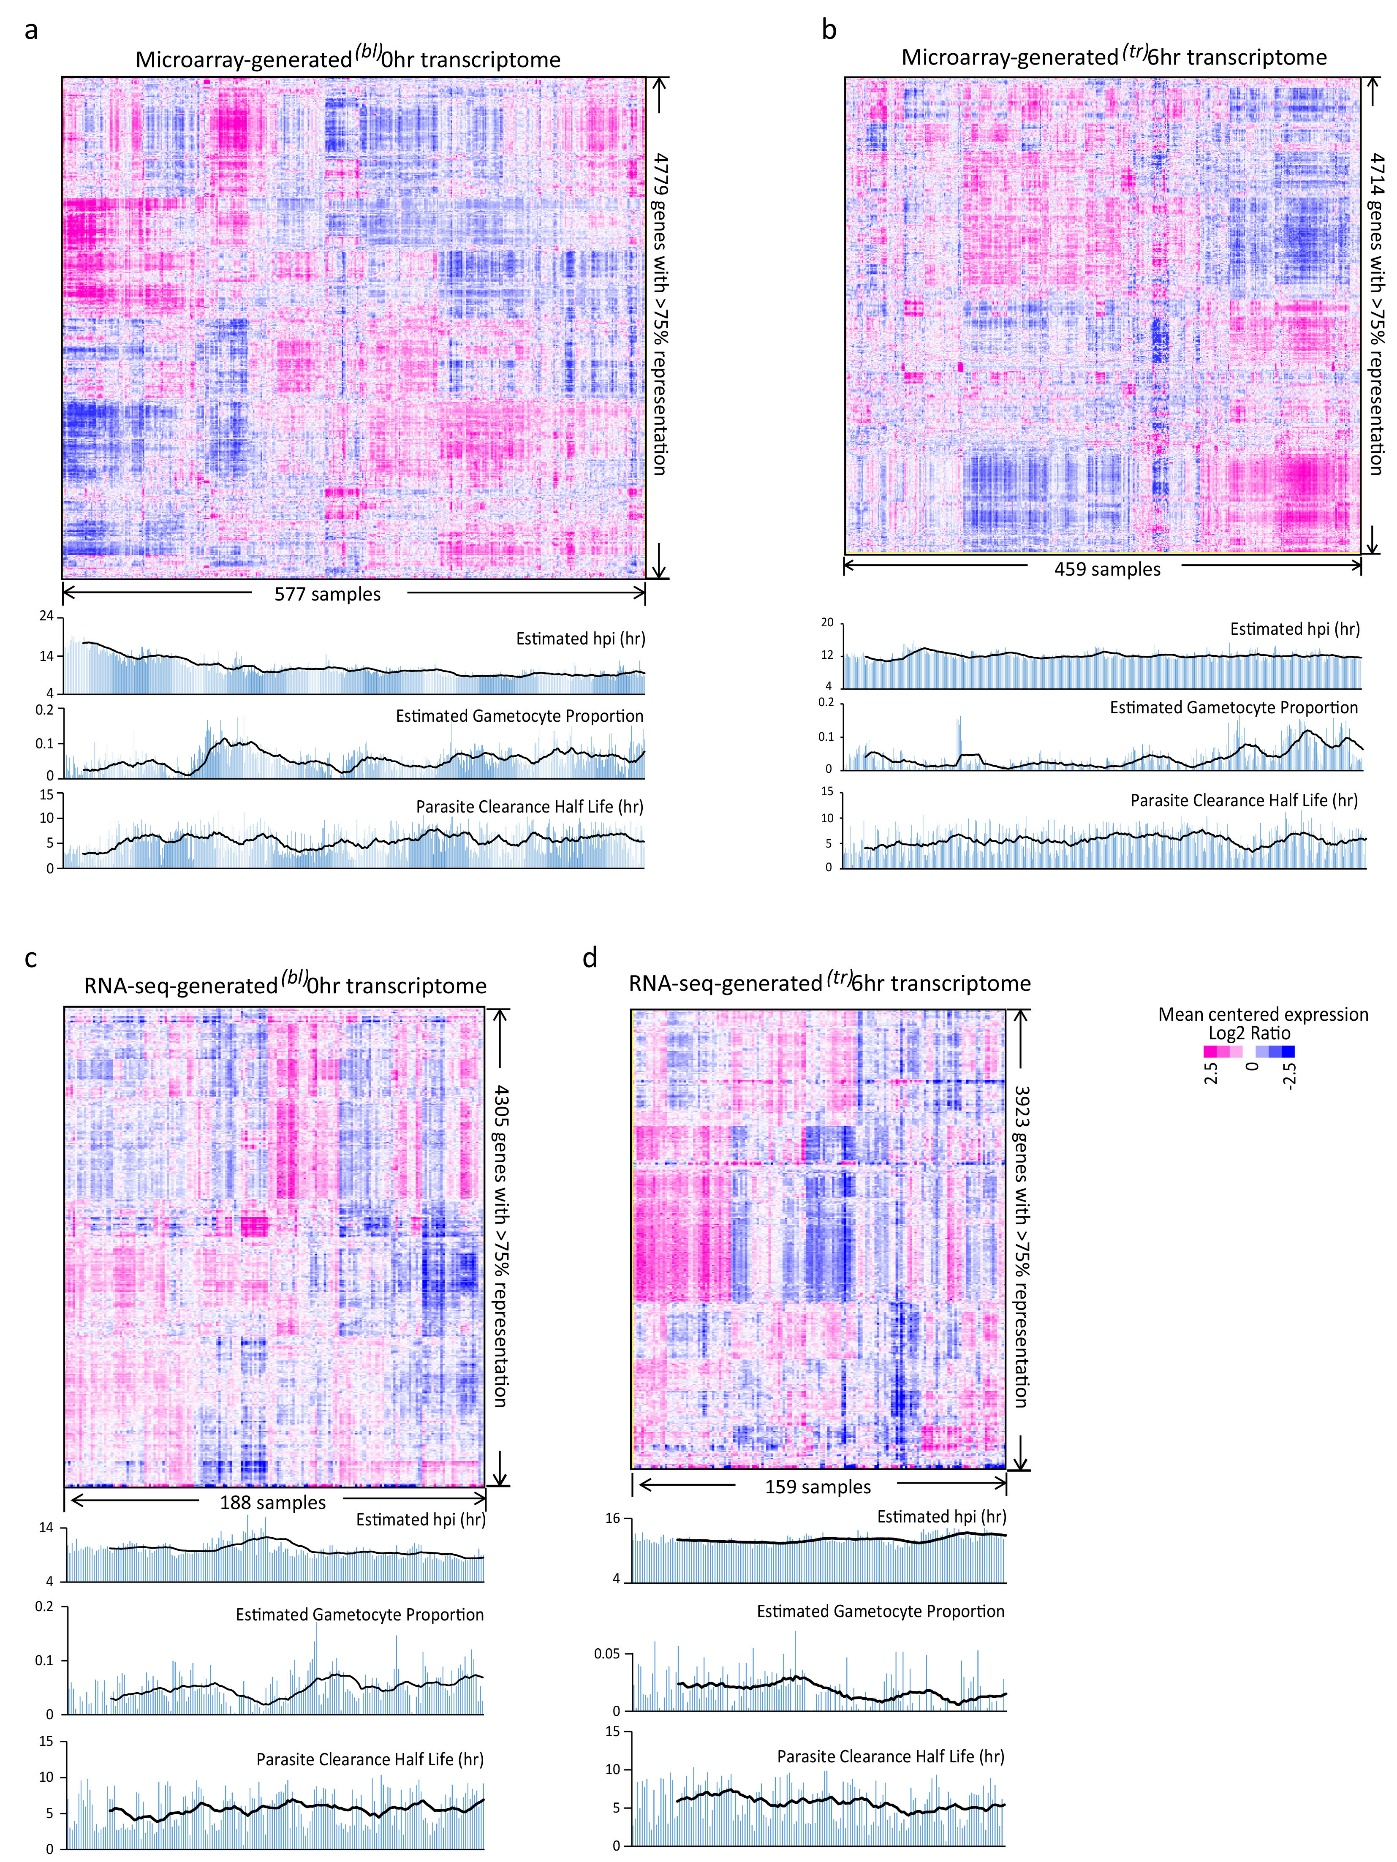 a
Microarray-generated (bl)0hr transcriptome
4779 genes with >75% representation
577 samples
24
14
4
Estimated hpi (hr)
0.2
0.1
0
Estimated Gametocyte Proportion
15
10
5
0
Parasite Clearance Half Life (hr)
b
Microarray-generated (tr)6hr transcriptome
4714 genes with >75% representation
459 samples
20
12
4
Estimated hpi (hr)
0.2
0.1
0
Estimated Gametocyte Proportion
15
10
5
0
Parasite Clearance Half Life (hr)
c
RNA-seq-generated (bl)0hr transcriptome
4305 genes with >75% representation
188 samples
14
4
Estimated hpi (hr)
0.2
0.1
0
Estimated Gametocyte Proportion
15
10
5
0
Parasite Clearance Half Life (hr)
d
RNA-seq-generated (tr)6hr transcriptome
3923 genes with >75% representation
159 samples
16
4
Estimated hpi (hr)
0.05
0
Estimated Gametocyte Proportion
15
10
5
0
Parasite Clearance Half Life (hr)
Mean centered expression
Log2 Ratio
2.5 0 -2.5